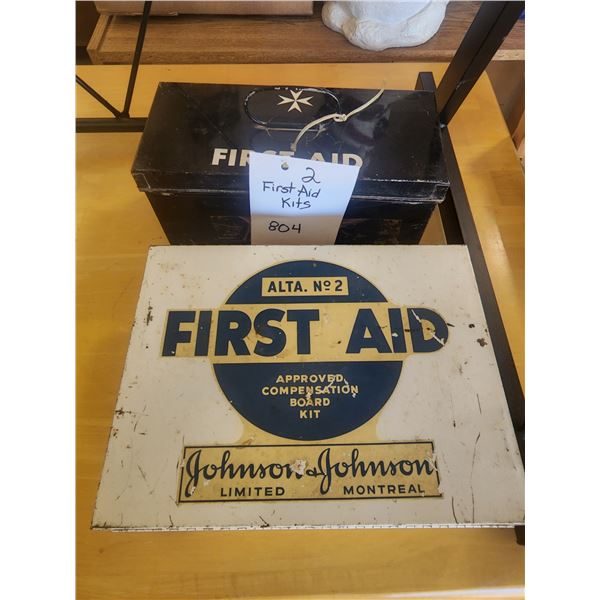 FIRST AID
2
First Aid
Kits
804
ALTA. Nº 2
FIRST AID
APPROVED
COMPENSATION
BOARD
KIT
Johnson & Johnson
LIMITED MONTREAL